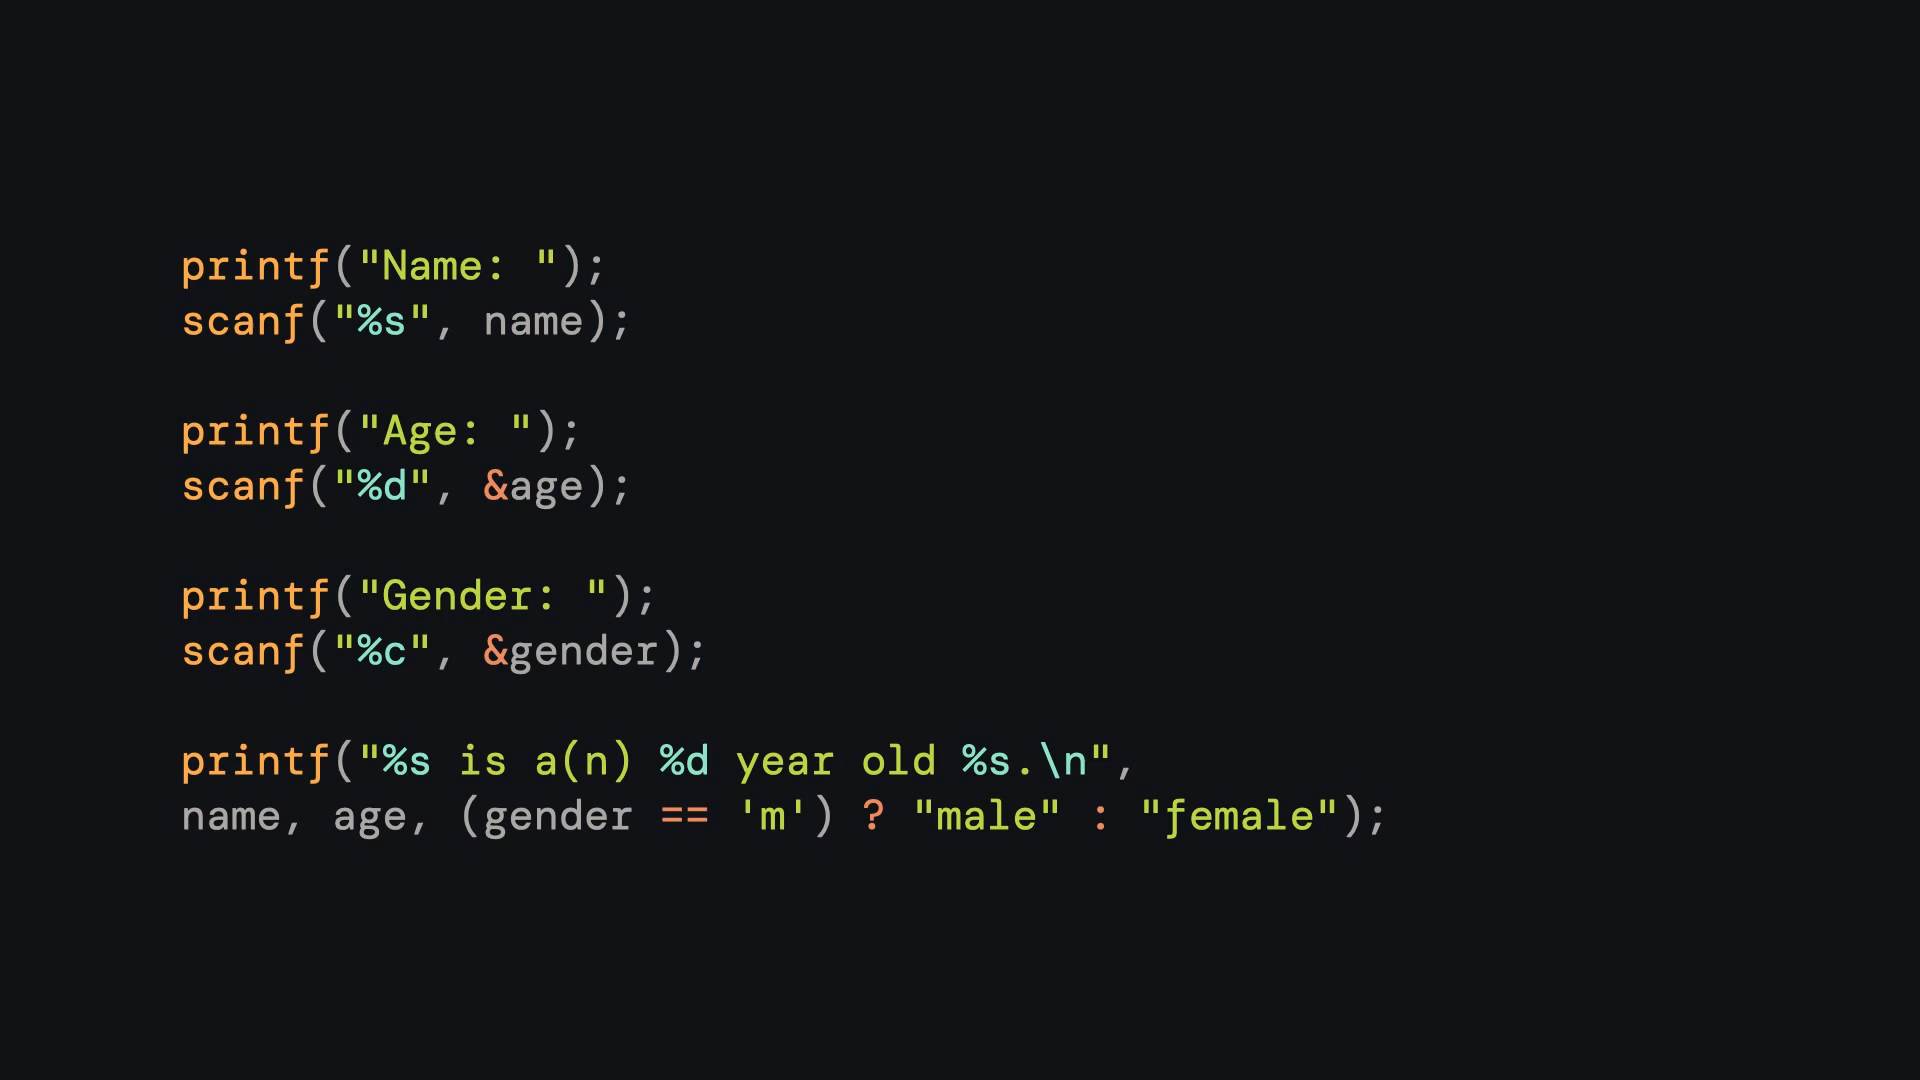 printf("Name: ");
scanf("%s", name);
printf("Age: ");
scanf("%d", &age);
printf("Gender: ");
scanf("%c", &gender);
printf("%s is a(n) %d year old %s.\n",
name, age, (gender == 'm') ? "male" : "female");